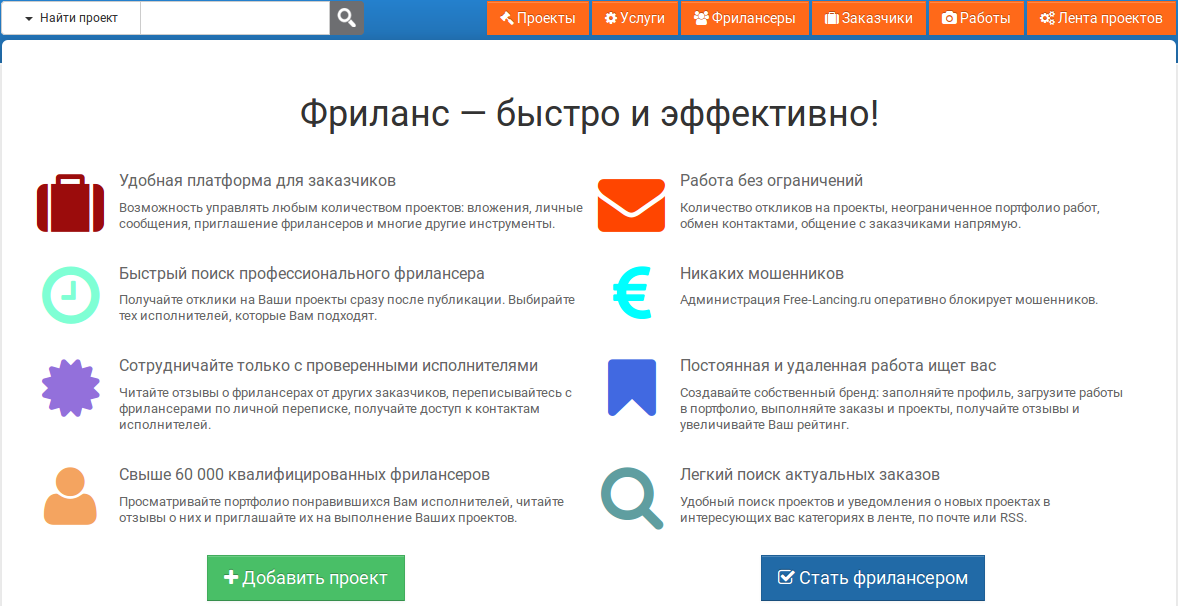 Найти проект
Проекты
Услуги
Фрилансеры
Заказчики
Работы
Лента проектов
Фриланс — быстро и эффективно!
Удобная платформа для заказчиков
Возможность управлять любым количеством проектов: вложения, личные
сообщения, приглашение фрилансеров и многие другие инструменты.
Работа без ограничений
Количество откликов на проекты, неограниченное портфолио работ,
обмен контактами, общение с заказчиками напрямую.
Быстрый поиск профессионального фрилансера
Получайте отклики на Ваши проекты сразу после публикации. Выбирайте
тех исполнителей, которые Вам подходят.
Никаких мошенников
Администрация Free-Lancing.ru оперативно блокирует мошенников.
Сотрудничайте только с проверенными исполнителями
Читайте отзывы о фрилансерах от других заказчиков, переписывайтесь с
фрилансерами по личной переписке, получайте доступ к контактам
исполнителей.
Постоянная и удаленная работа ищет вас
Создавайте собственный бренд: заполняйте профиль, загрузите работы
в портфолио, выполняйте заказы и проекты, получайте отзывы и
увеличивайте Ваш рейтинг.
Свыше 60 000 квалифицированных фрилансеров
Просматривайте портфолио понравившихся Вам исполнителей, читайте
отзывы о них и приглашайте их на выполнение Ваших проектов.
Легкий поиск актуальных заказов
Удобный поиск проектов и уведомления о новых проектах в
интересующих вас категориях в ленте, по почте или RSS.
Добавить проект
Стать фрилансером